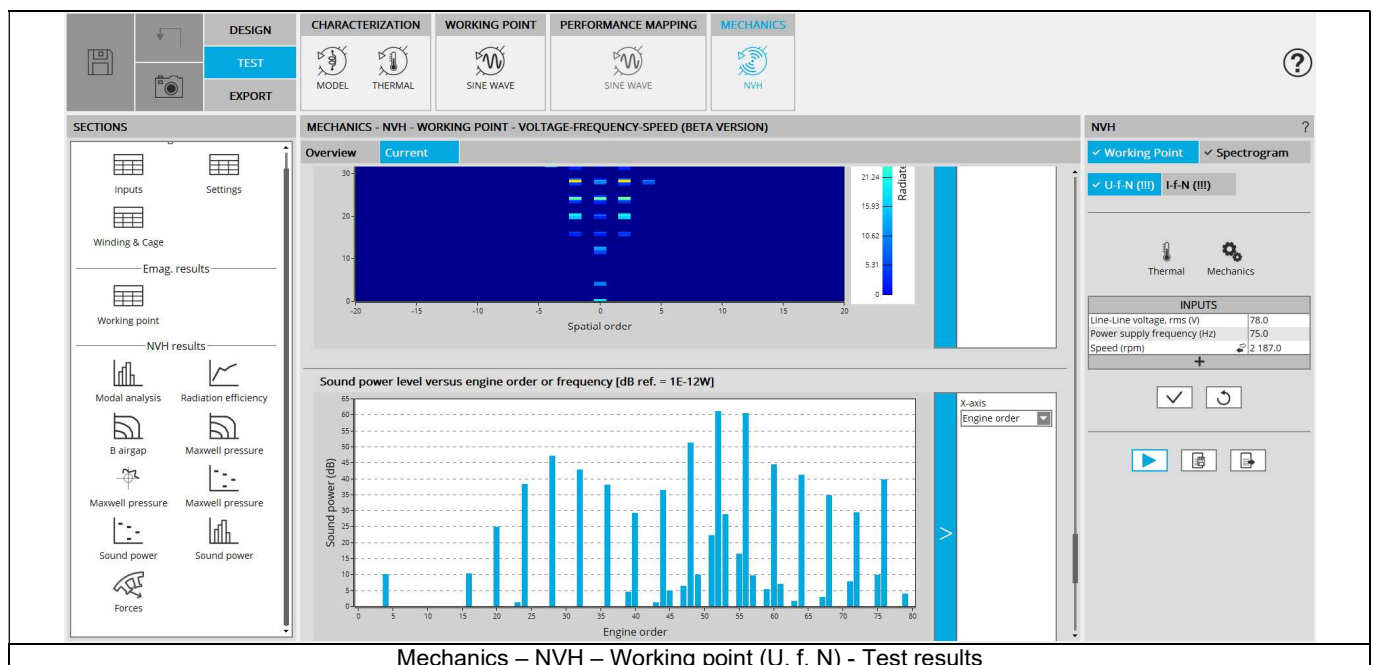 DESIGN
TEST
EXPORT
CHARACTERIZATION
MODEL THERMAL
WORKING POINT
SINE WAVE
PERFORMANCE MAPPING
SINE WAVE
MECHANICS
NVH
?
SECTIONS
Inputs Settings
Winding & Cage
Emag. results
Working point
NVH results
Modal analysis Radiation efficiency
B airgap Maxwell pressure
Maxwell pressure Maxwell pressure
Sound power Sound power
Forces
MECHANICS - NVH - WORKING POINT - VOLTAGE-FREQUENCY-SPEED (BETA VERSION)
Overview Current
30
20
10
0
-20 -15 -10 -5 0 5 10 15 20
Spatial order
21.24
15.93
10.62
5.31
0
Radiate
Sound power level versus engine order or frequency [dB ref. = 1E-12W]
65
60
55
50
45
40
35
30
25
20
15
10
5
0
Sound power (dB)
0 5 10 15 20 25 30 35 40 45 50 55 60 65 70 75 80
Engine order
>
X-axis
Engine order
NVH ?
Working Point Spectrogram
U-f-N (!!!) I-f-N (!!!)
Thermal Mechanics
INPUTS
Line-Line voltage, rms (V) 78.0
Power supply frequency (Hz) 75.0
Speed (rpm) 2 187.0
+
Mechanics – NVH – Working point (U, f, N) - Test results